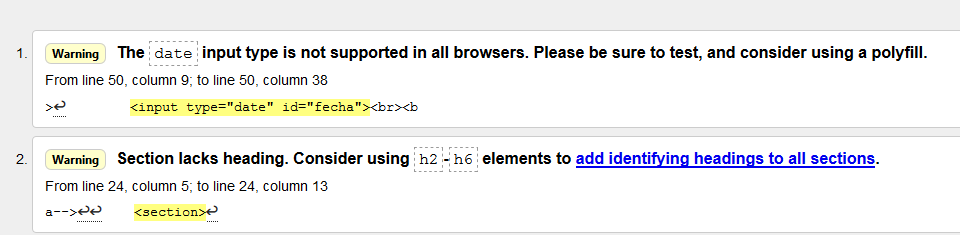 1. Warning The date input type is not supported in all browsers. Please be sure to test, and consider using a polyfill.
From line 50, column 9; to line 50, column 38
>↩ <input type="date" id="fecha"><br><b
2. Warning Section lacks heading. Consider using h2-h6 elements to add identifying headings to all sections.
From line 24, column 5; to line 24, column 13
a-->↩↩ <section>↩